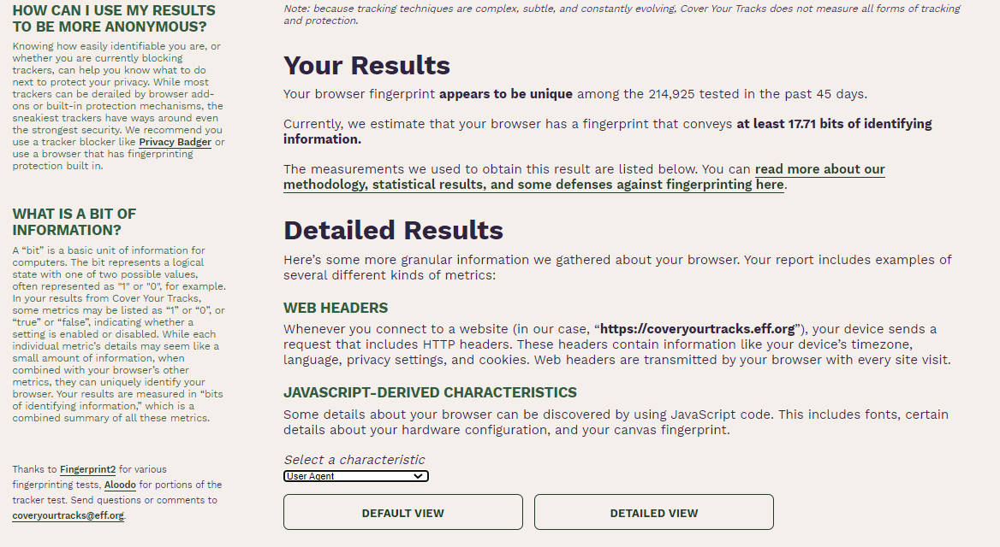 HOW CAN I USE MY RESULTS
TO BE MORE ANONYMOUS?
Knowing how easily identifiable you are, or
whether you are currently blocking
trackers, can help you know what to do
next to protect your privacy. While most
trackers can be derailed by browser add-
ons or built-in protection mechanisms, the
sneakiest trackers have ways around even
the strongest security. We recommend you
use a tracker blocker like Privacy Badger or
use a browser that has fingerprinting
protection built in.
WHAT IS A BIT OF
INFORMATION?
A “bit” is a basic unit of information for
computers. The bit represents a logical
state with one of two possible values,
often represented as "1" or "0", for example.
In your results from Cover Your Tracks,
some metrics may be listed as “1” or “0”, or
“true” or “false”, indicating whether a
setting is enabled or disabled. While each
individual metric’s details may seem like a
small amount of information, when
combined with your browser’s other
metrics, they can uniquely identify your
browser. Your results are measured in “bits
of identifying information,” which is a
combined summary of all these metrics.
Thanks to Fingerprint2 for various
fingerprinting tests, Aloodo for portions of the
tracker test. Send questions or comments to
coveryourtracks@eff.org.
Note: because tracking techniques are complex, subtle, and constantly evolving, Cover Your Tracks does not measure all forms of tracking
and protection.
Your Results
Your browser fingerprint appears to be unique among the 214,925 tested in the past 45 days.
Currently, we estimate that your browser has a fingerprint that conveys at least 17.71 bits of identifying
information.
The measurements we used to obtain this result are listed below. You can read more about our
methodology, statistical results, and some defenses against fingerprinting here.
Detailed Results
Here’s some more granular information we gathered about your browser. Your report includes examples of
several different kinds of metrics:
WEB HEADERS
Whenever you connect to a website (in our case, “https://coveryourtracks.eff.org”), your device sends a
request that includes HTTP headers. These headers contain information like your device’s timezone,
language, privacy settings, and cookies. Web headers are transmitted by your browser with every site visit.
JAVASCRIPT-DERIVED CHARACTERISTICS
Some details about your browser can be discovered by using JavaScript code. This includes fonts, certain
details about your hardware configuration, and your canvas fingerprint.
Select a characteristic
User Agent
DEFAULT VIEW
DETAILED VIEW